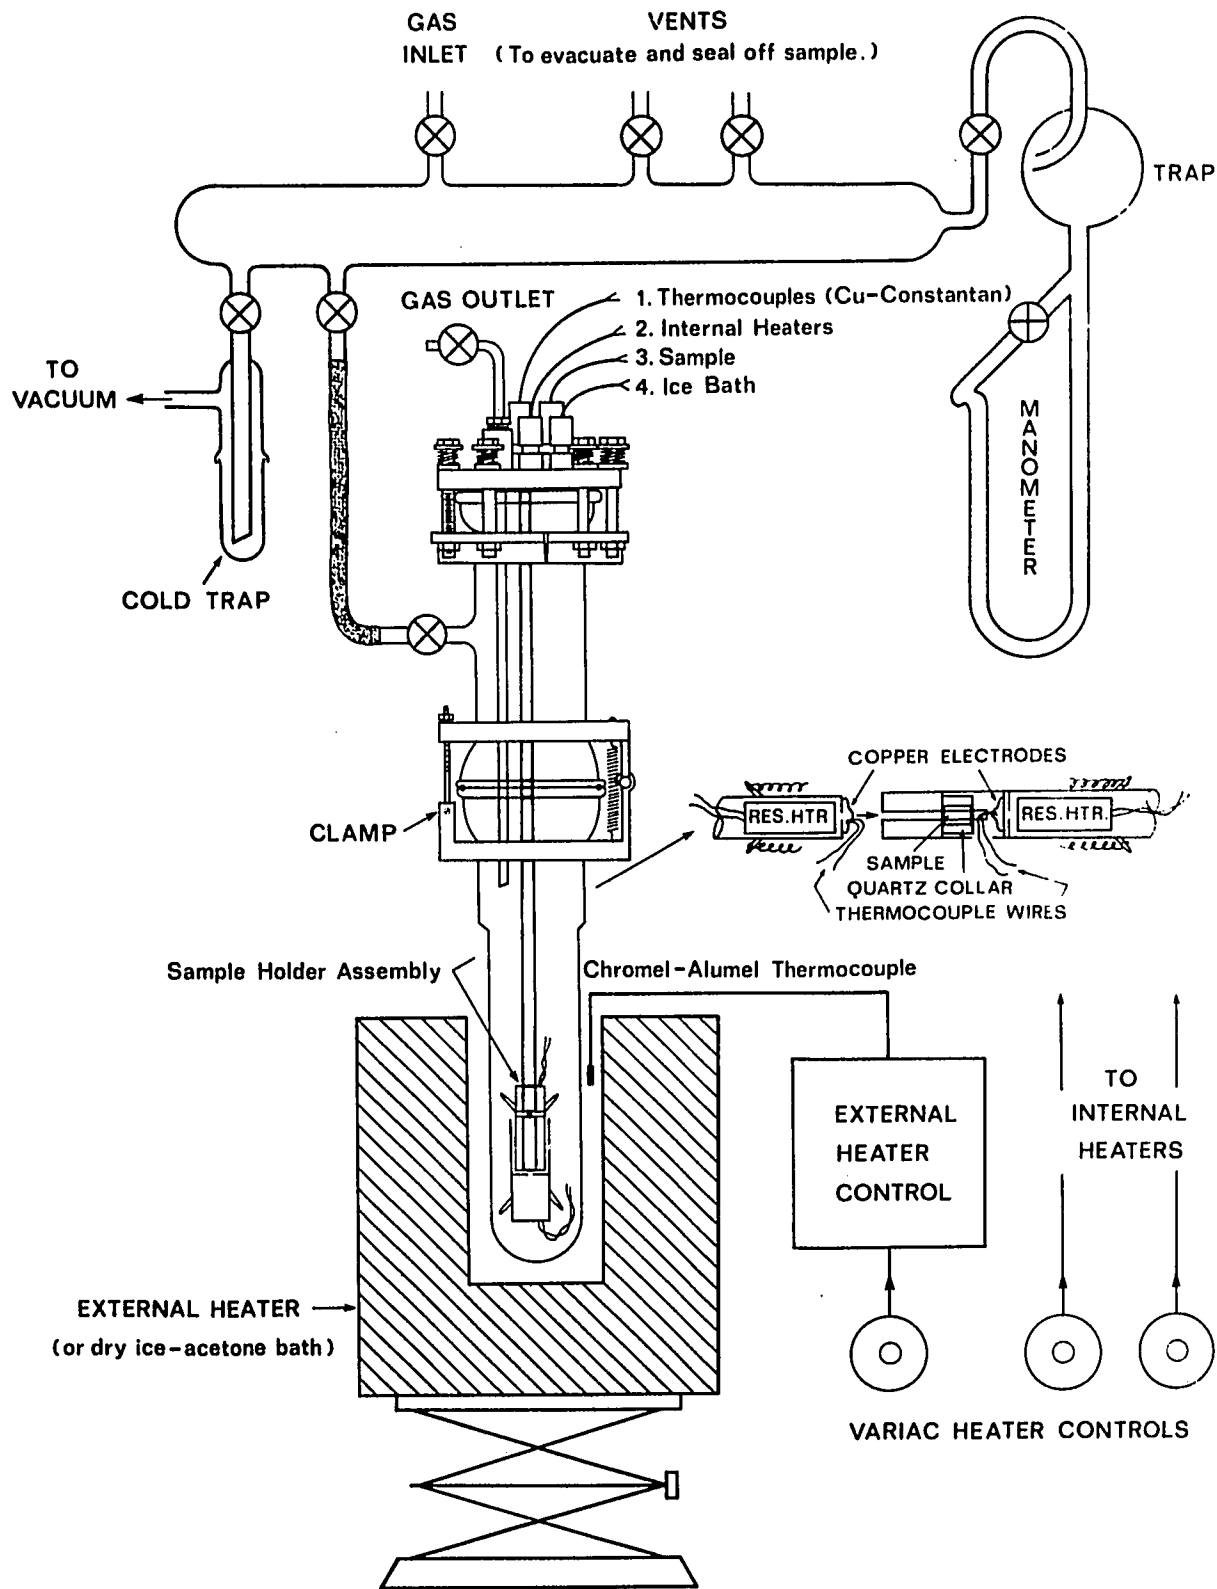 GAS
INLET
VENTS
(To evacuate and seal off sample.)
TRAP
GAS OUTLET
1. Thermocouples (Cu-Constantan)
2. Internal Heaters
3. Sample
4. Ice Bath
TO
VACUUM
MANOMETER
COLD TRAP
COPPER ELECTRODES
RES. HTR
RES. HTR.
CLAMP
SAMPLE
QUARTZ COLLAR
THERMOCOUPLE WIRES
Sample Holder Assembly
Chromel-Alumel Thermocouple
EXTERNAL
HEATER
CONTROL
TO
INTERNAL
HEATERS
EXTERNAL HEATER
(or dry ice-acetone bath)
VARIAC HEATER CONTROLS